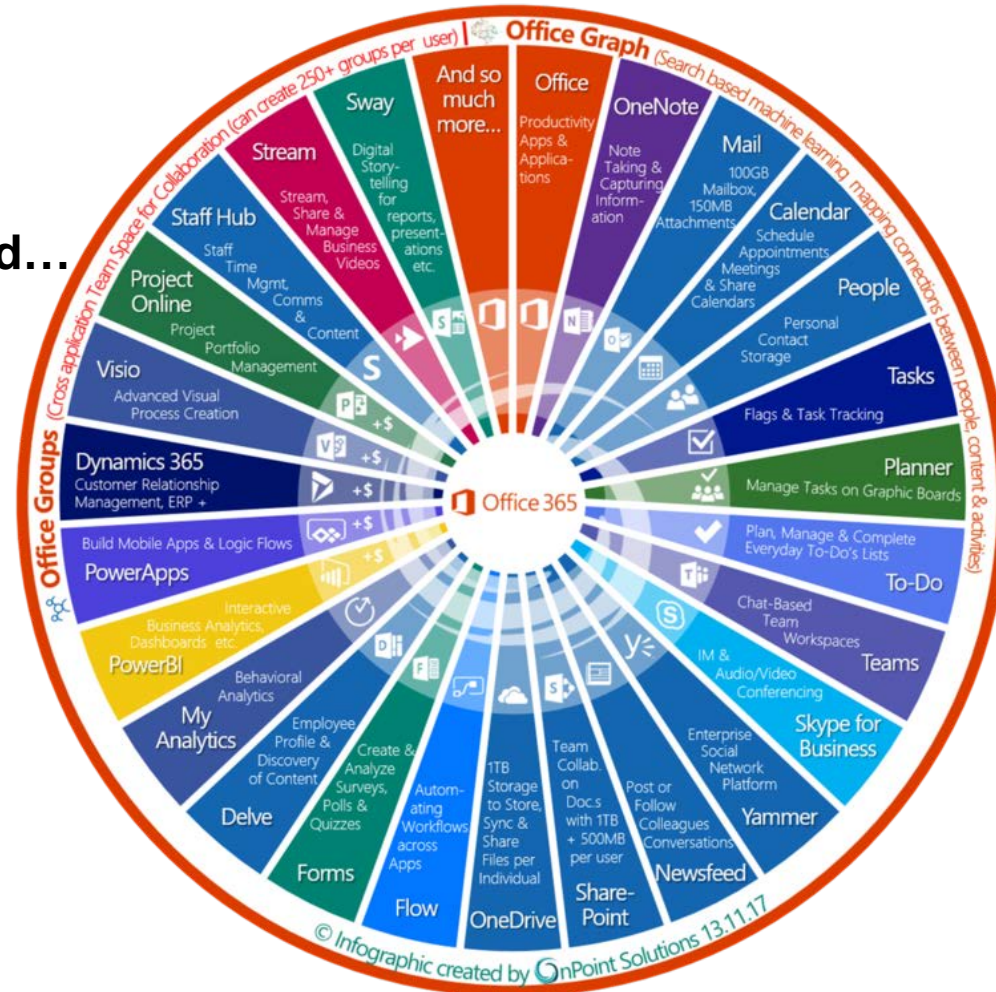 d…
Office Groups (Cross application Team Space for Collaboration (can create 250+ groups per user) |
Office Graph (Search based machine learning mapping connections between people, content & activities)
Office 365
Office
Productivity
Apps &
Applica-
tions
OneNote
Note
Taking &
Capturing
Inform-
ation
Mail
100GB
Mailbox,
150MB
Attachments
Calendar
Schedule
Appointments
Meetings
& Share
Calendars
People
Personal
Contact
Storage
Tasks
Flags & Task Tracking
Planner
Manage Tasks on Graphic Boards
Plan, Manage & Complete
Everyday To-Do's Lists
To-Do
Chat-Based
Team
Workspaces
Teams
IM &
Audio/Video
Conferencing
Skype for
Business
Enterprise
Social
Network
Platform
Yammer
Post or
Follow
Colleagues
Conversations
Newsfeed
Team
Collab.
on
Doc.s
with 1TB
+ 500MB
per user
Share-
Point
1TB
Storage
to Store,
Sync &
Share
Files per
Individual
OneDrive
Autom-
ating
Workflows
across
Apps
Flow
Create &
Analyze
Surveys,
Polls &
Quizzes
Forms
Employee
Profile &
Discovery
of Content
Delve
Behavioral
Analytics
My
Analytics
Interactive
Business Analytics,
Dashboards etc.
PowerBI
+$
Build Mobile Apps & Logic Flows
PowerApps
+$
Dynamics 365
Customer Relationship
Management, ERP +
+$
Visio
Advanced Visual
Process Creation
+$
Project
Online
Project
Portfolio
Management
+$
Staff Hub
Staff
Time
Mgmt,
Comms
&
Content
Stream
Stream,
Share &
Manage
Business
Videos
Sway
Digital
Story-
telling
for
reports,
present-
ations
etc.
And so
much
more...
© Infographic created by OnPoint Solutions 13.11.17